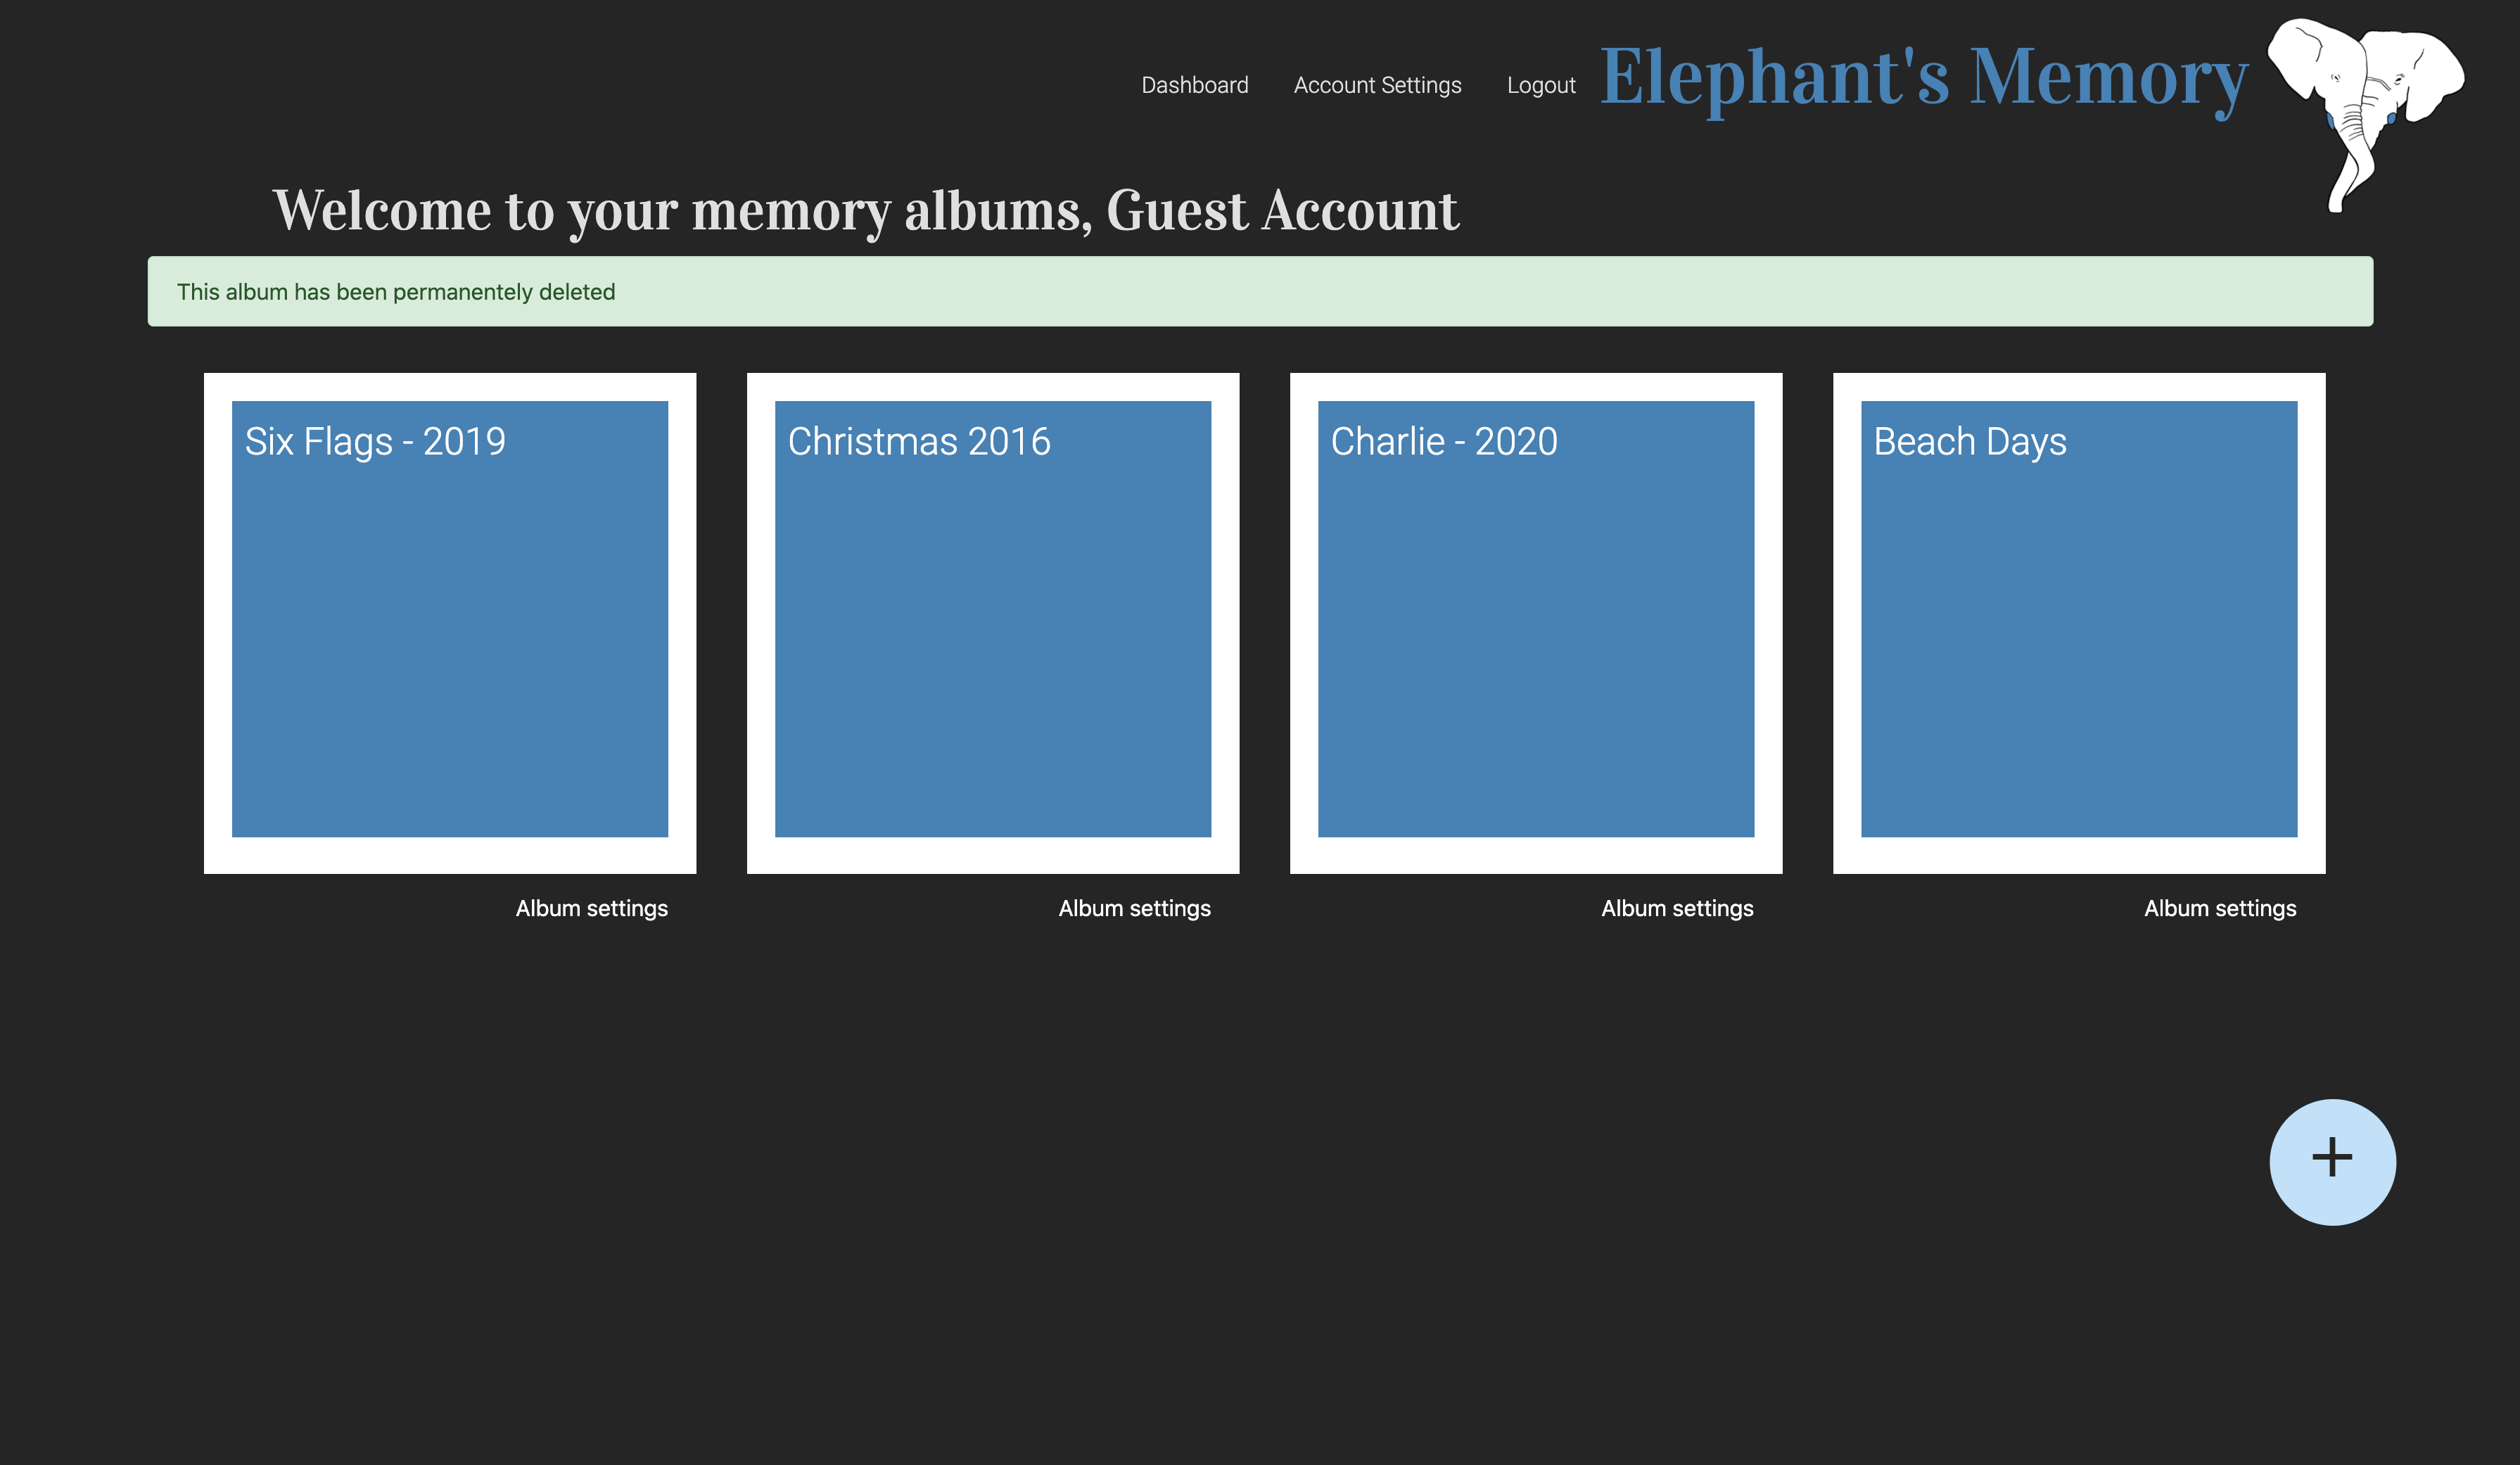 Dashboard Account Settings Logout Elephant's Memory
Welcome to your memory albums, Guest Account
This album has been permanentely deleted
Six Flags - 2019
Christmas 2016
Charlie - 2020
Beach Days
Album settings
Album settings
Album settings
Album settings
+